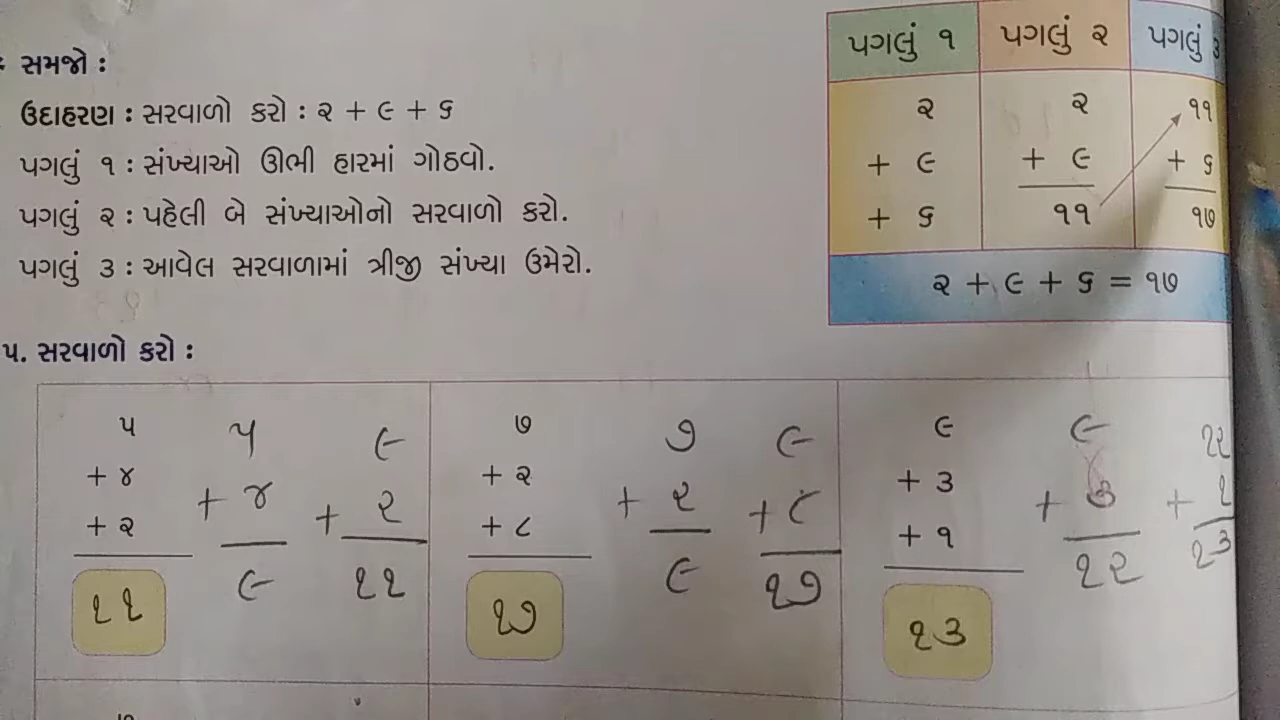 સમજો :
ઉદાહરણ : સરવાળો કરો : ૨ + ૯ + ૬
પગલું ૧ : સંખ્યાઓ ઊભી હારમાં ગોઠવો.
પગલું ૨ : પહેલી બે સંખ્યાઓનો સરવાળો કરો.
પગલું ૩ : આવેલ સરવાળામાં ત્રીજી સંખ્યા ઉમેરો.
પગલું ૧ પગલું ૨ પગલું ૩
૨ ૨ ૧૧
+ ૯ + ૯ + ૬
+ ૬ ૧૧ ૧૭
૨ + ૯ + ૬ = ૧૭
૫. સરવાળો કરો :
૫ ૫ ૯
+ ૪ + ૪ + ૨
+ ૨ ૯ ૧૧
૧૧
૭ ૭ ૯
+ ૨ + ૨ + ૮
+ ૮ ૯ ૧૭
૧૭
૯ ૯ ૧૨
+ ૩ + ૩ + ૧
+ ૧ ૧૨ ૧૩
૧૩